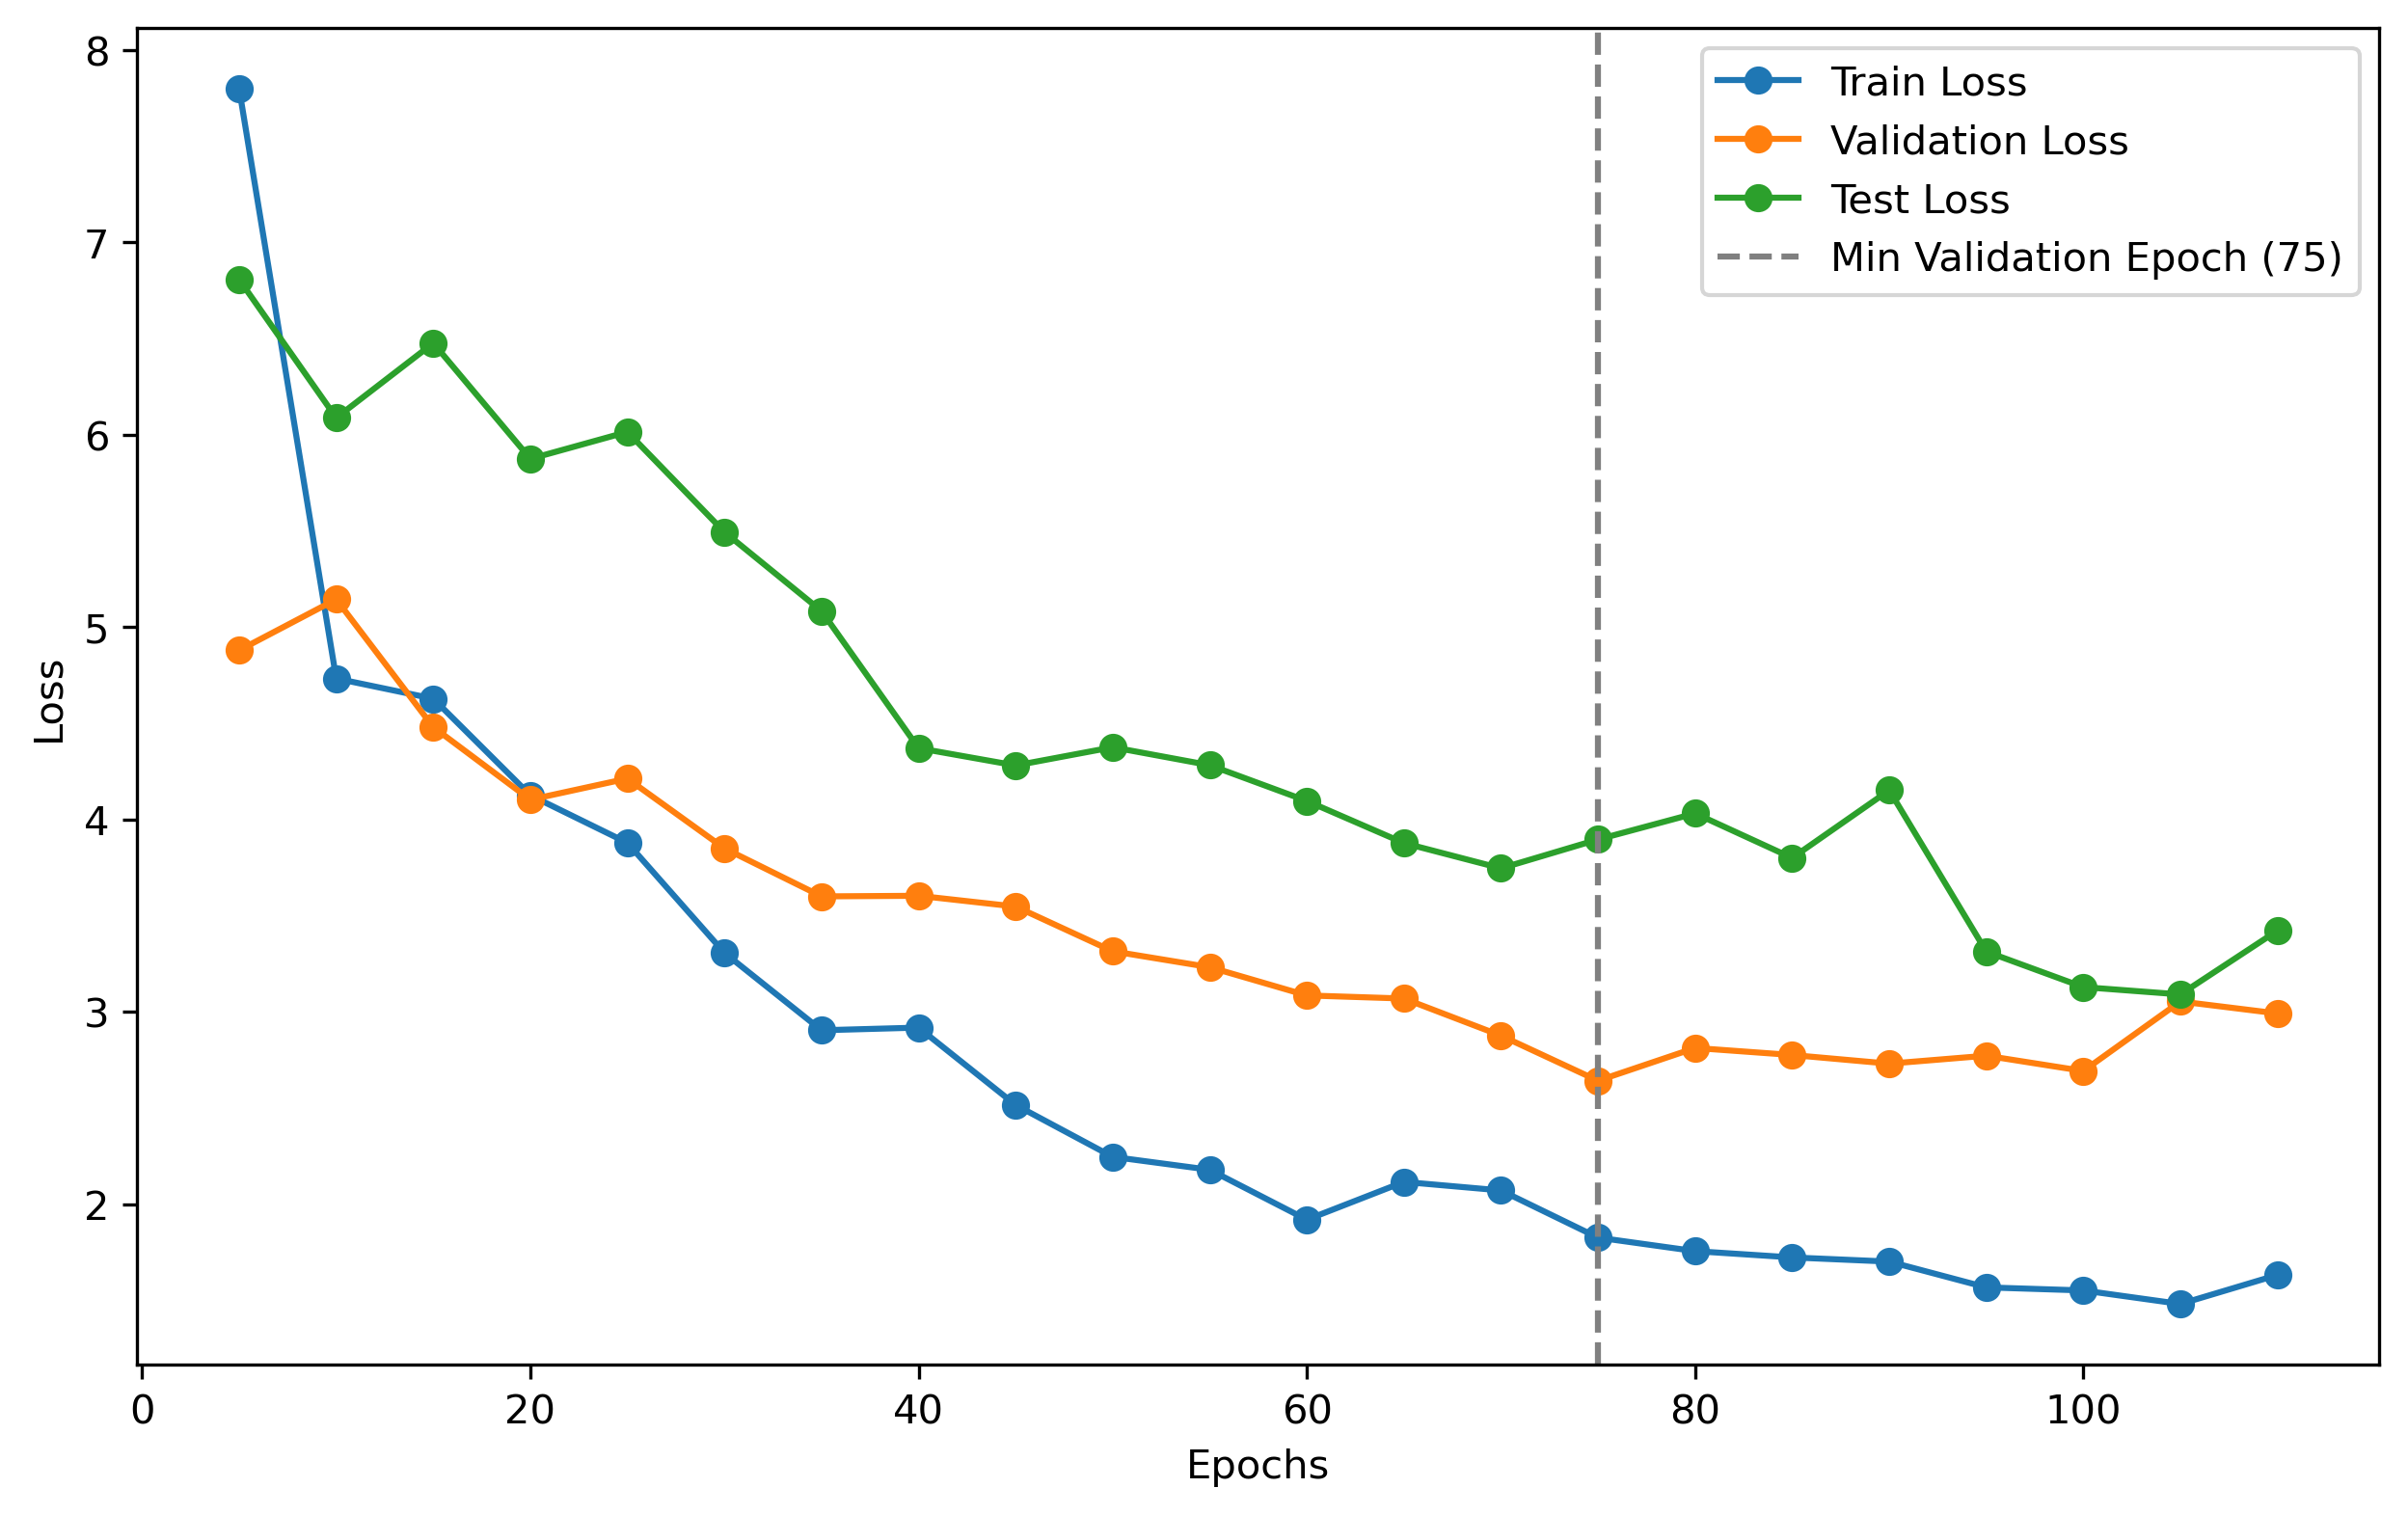 8
7
6
5
4
3
2
Loss
0 20 40 60 80 100
Epochs
Train Loss
Validation Loss
Test Loss
Min Validation Epoch (75)